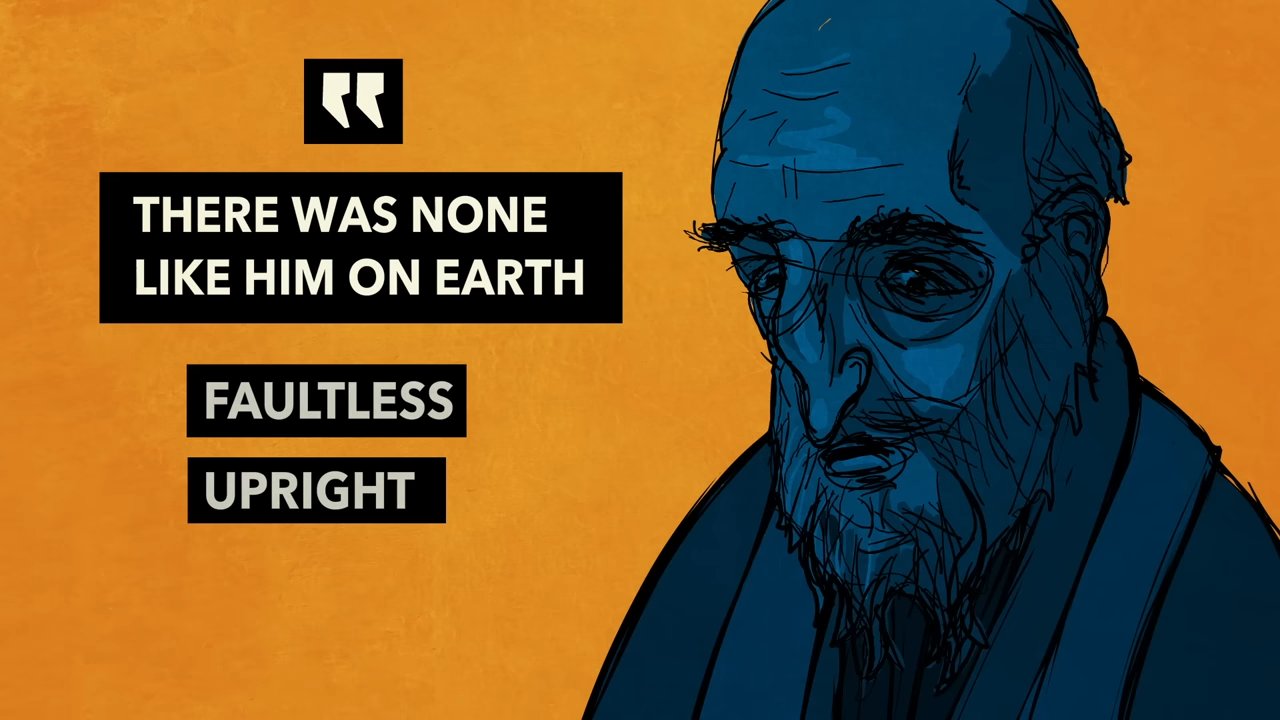 "
THERE WAS NONE
LIKE HIM ON EARTH
FAULTLESS
UPRIGHT